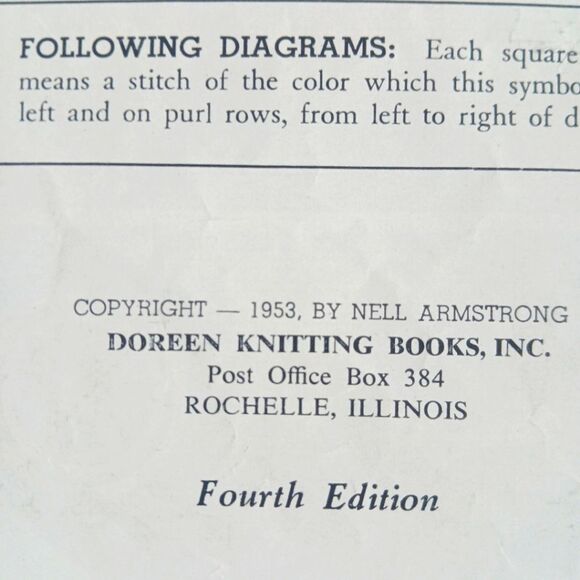 FOLLOWING DIAGRAMS: Each square
means a stitch of the color which this symbo
left and on purl rows, from left to right of d
COPYRIGHT — 1953, BY NELL ARMSTRONG
DOREEN KNITTING BOOKS, INC.
Post Office Box 384
ROCHELLE, ILLINOIS
Fourth Edition